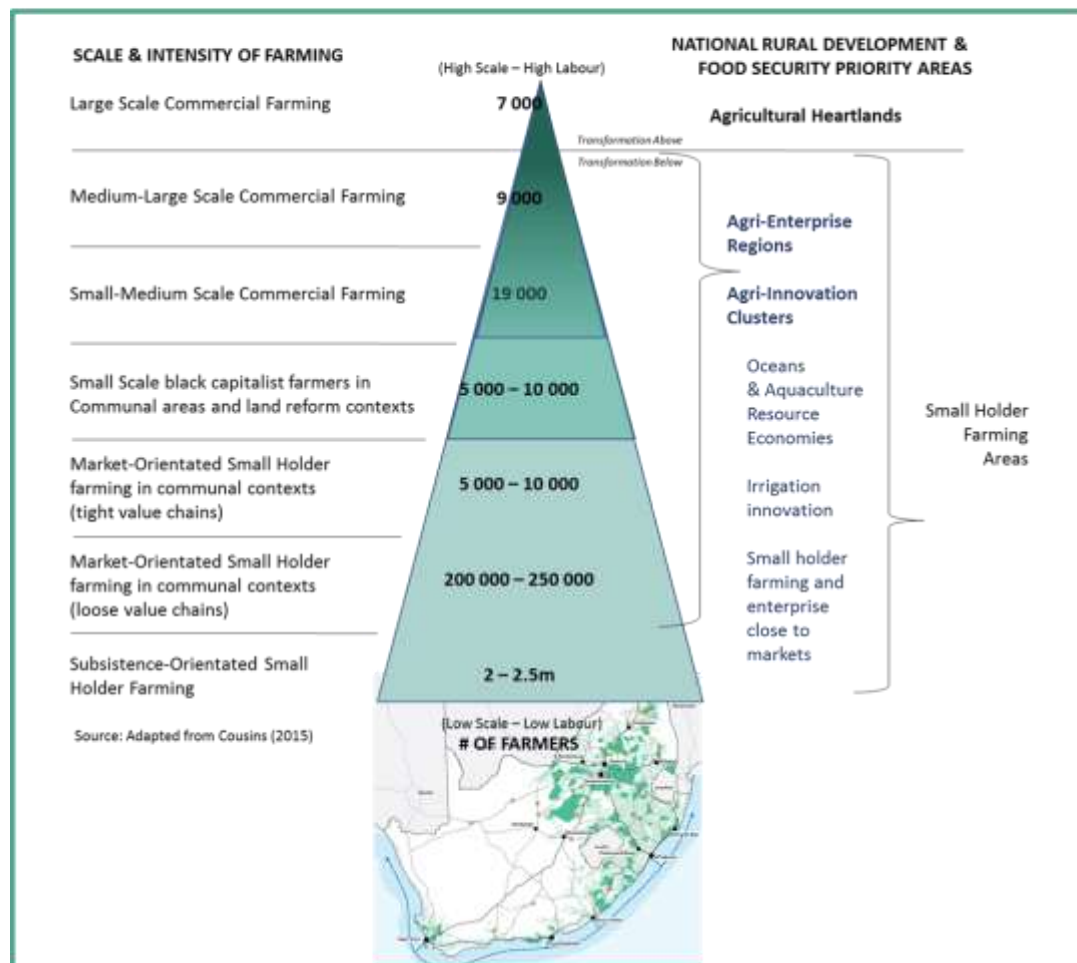 SCALE & INTENSITY OF FARMING
(High Scale – High Labour)
NATIONAL RURAL DEVELOPMENT &
FOOD SECURITY PRIORITY AREAS
Large Scale Commercial Farming
7 000
Agricultural Heartlands
Transformation Above
Transformation Below
Medium-Large Scale Commercial Farming
9 000
Agri-Enterprise
Regions
Small-Medium Scale Commercial Farming
19 000
Agri-Innovation
Clusters
Small Scale black capitalist farmers in
Communal areas and land reform contexts
5 000 – 10 000
Oceans
& Aquaculture
Resource
Economies
Small Holder
Farming
Areas
Market-Orientated Small Holder
farming in communal contexts
(tight value chains)
5 000 – 10 000
Irrigation
innovation
Market-Orientated Small Holder
farming in communal contexts
(loose value chains)
200 000 – 250 000
Small holder
farming and
enterprise
close to
markets
Subsistence-Orientated Small
Holder Farming
2 – 2.5m
Source: Adapted from Cousins (2015)
(Low Scale – Low Labour)
# OF FARMERS